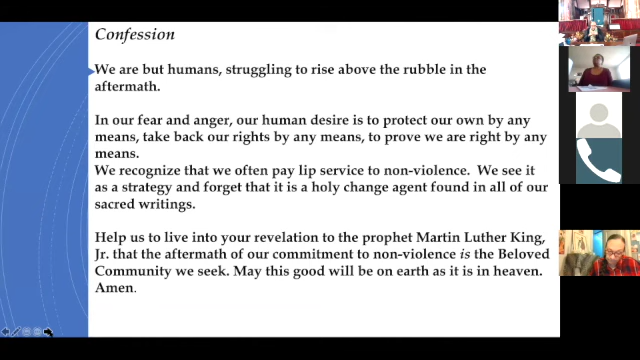 Confession
We are but humans, struggling to rise above the rubble in the
aftermath.
In our fear and anger, our human desire is to protect our own by any
means, take back our rights by any means, to prove we are right by any
means.
We recognize that we often pay lip service to non-violence.  We see it
as a strategy and forget that it is a holy change agent found in all of our
sacred writings.
Help us to live into your revelation to the prophet Martin Luther King,
Jr. that the aftermath of our commitment to non-violence is the Beloved
Community we seek. May this good will be on earth as it is in heaven.
Amen.